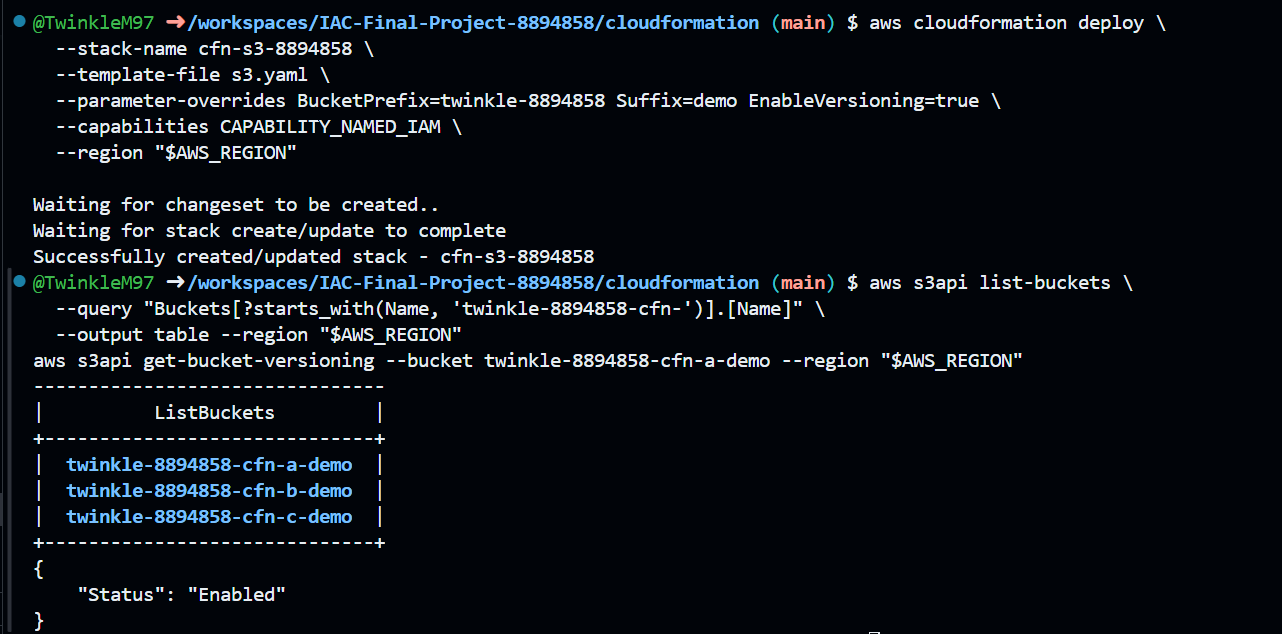 @TwinkleM97 ➜/workspaces/IAC-Final-Project-8894858/cloudformation (main) $ aws cloudformation deploy \
  --stack-name cfn-s3-8894858 \
  --template-file s3.yaml \
  --parameter-overrides BucketPrefix=twinkle-8894858 Suffix=demo EnableVersioning=true \
  --capabilities CAPABILITY_NAMED_IAM \
  --region "$AWS_REGION"

Waiting for changeset to be created..
Waiting for stack create/update to complete
Successfully created/updated stack - cfn-s3-8894858
@TwinkleM97 ➜/workspaces/IAC-Final-Project-8894858/cloudformation (main) $ aws s3api list-buckets \
  --query "Buckets[?starts_with(Name, 'twinkle-8894858-cfn-')].[Name]" \
  --output table --region "$AWS_REGION"
aws s3api get-bucket-versioning --bucket twinkle-8894858-cfn-a-demo --region "$AWS_REGION"
--------------------------------
|          ListBuckets         |
+------------------------------+
|  twinkle-8894858-cfn-a-demo  |
|  twinkle-8894858-cfn-b-demo  |
|  twinkle-8894858-cfn-c-demo  |
+------------------------------+
{
    "Status": "Enabled"
}